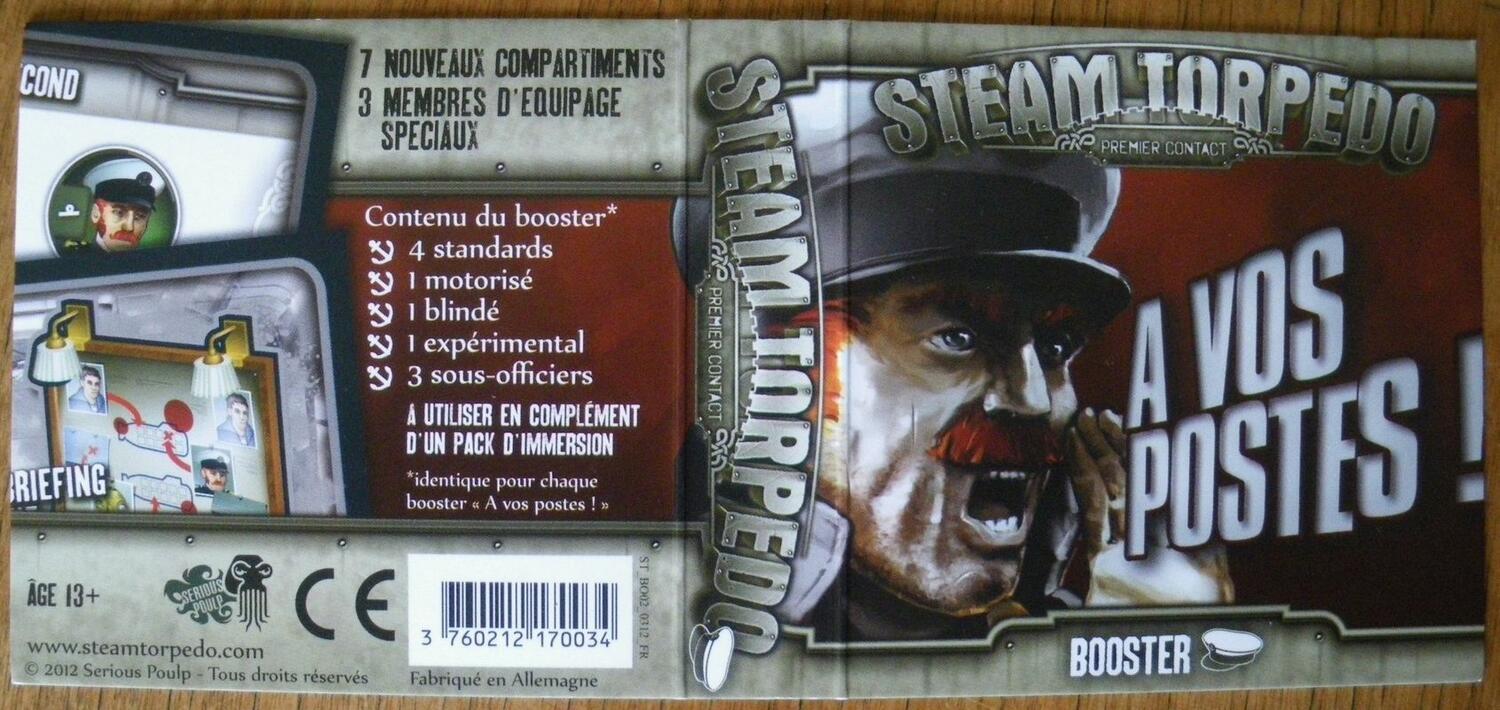 COND
BRIEFING
7 NOUVEAUX COMPARTIMENTS
3 MEMBRES D'EQUIPAGE
SPECIAUX
Contenu du booster*
4 standards
1 motorisé
1 blindé
1 expérimental
3 sous-officiers
A UTILISER EN COMPLÉMENT
D'UN PACK D'IMMERSION
*identique pour chaque
booster « A vos postes ! »
ÂGE 13+
SERIOUS
POULP
CE
3 760212 170034
ST_BO02_0312_FR
www.steamtorpedo.com
© 2012 Serious Poulp - Tous droits réservés
Fabriqué en Allemagne
STEAM TORPEDO
PREMIER CONTACT
STEAM TORPEDO
PREMIER CONTACT
A VOS
POSTES !
BOOSTER